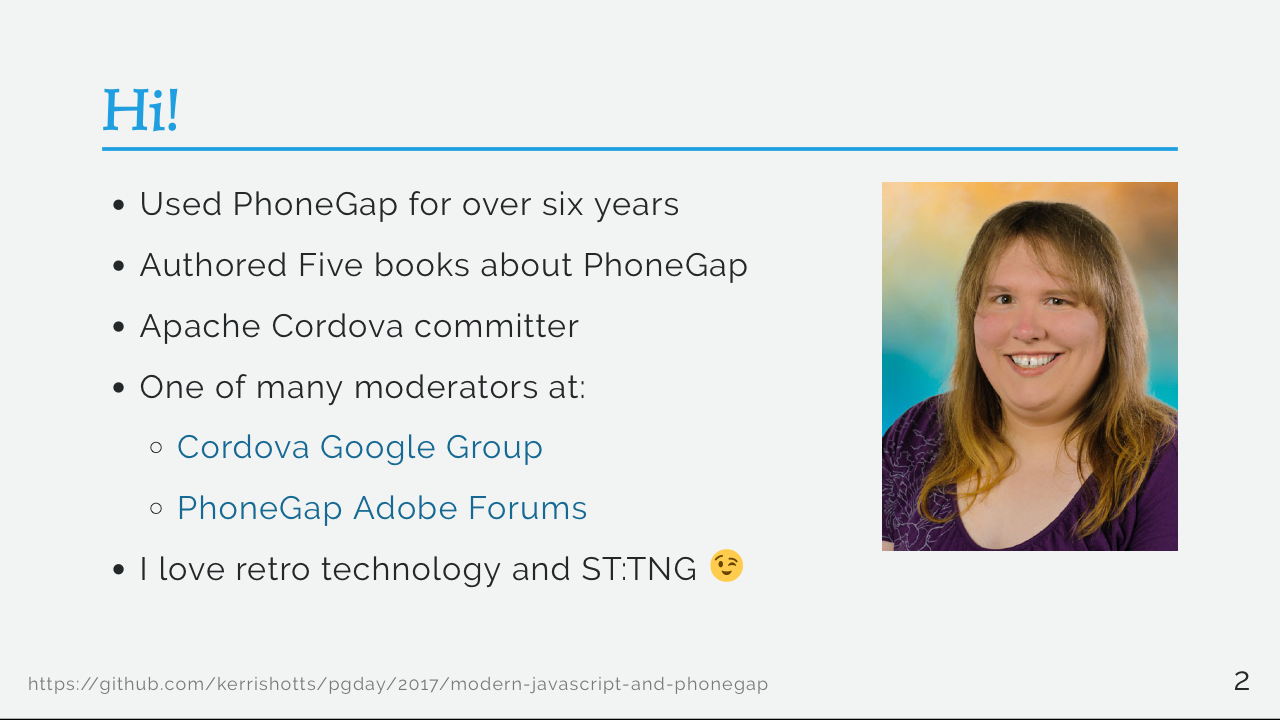 Hi!
Used PhoneGap for over six years
Authored Five books about PhoneGap
Apache Cordova committer
One of many moderators at:
Cordova Google Group
PhoneGap Adobe Forums
I love retro technology and ST:TNG 😉
https://github.com/kerrishotts/pgday/2017/modern-javascript-and-phonegap
2